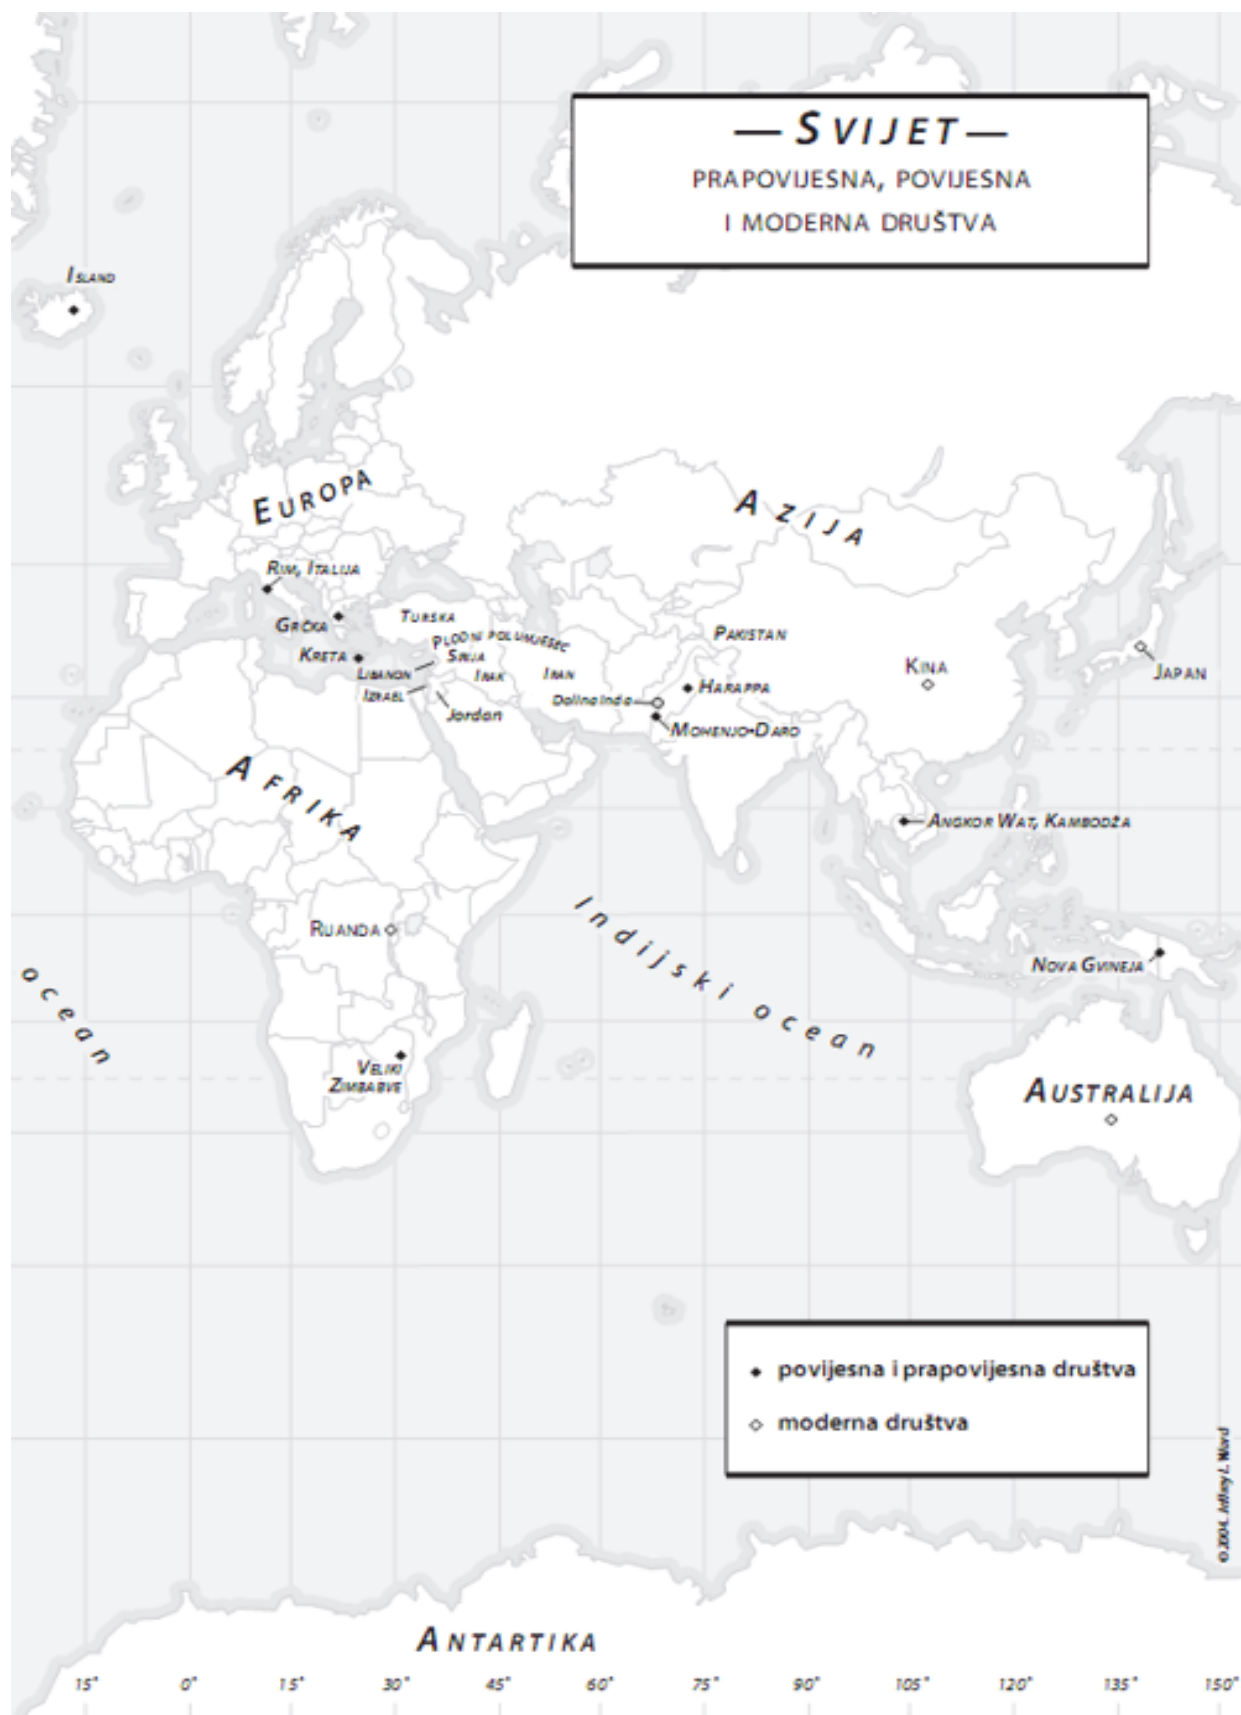 — SVIJET —
PRAPOVIJESNA, POVIJESNA
I MODERNA DRUŠTVA
ISLAND
EUROPA
AZIJA
RIM, ITALIJA
GRČKA
TURSKA
PLODNI POLUMJESEC
PAKISTAN
KRETA
SIRIJA
LIBANON
IRAK
IRAN
KINA
JAPAN
IZRAEL
Jordan
Dolina Inda
HARAPPA
MOHENJO-DARO
AFRIKA
ANGKOR WAT, KAMBODŽA
RUANDA
Indijski ocean
NOVA GVINEJA
ocean
VELIKI
ZIMBABVE
AUSTRALIJA
povijesna i prapovijesna društva
moderna društva
© 2004. Jeffrey L. Ward
ANTARTIKA
15° 0° 15° 30° 45° 60° 75° 90° 105° 120° 135° 150°